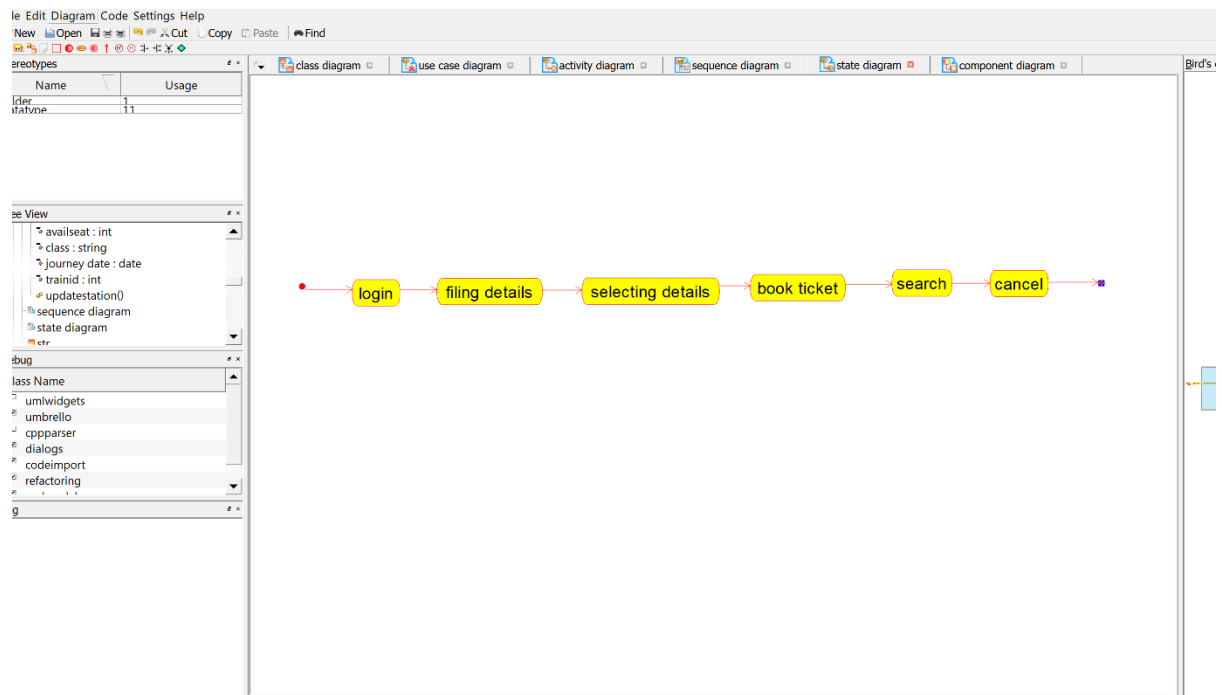 le Edit Diagram Code Settings Help
New Open Cut Copy Paste Find
ereotypes
class diagram use case diagram activity diagram sequence diagram state diagram component diagram
Bird's
Name Usage
lder 1
atatype 11
ee View
availseat : int
class : string
journey date : date
trainid : int
updatestation()
sequence diagram
state diagram
str
login filing details selecting details book ticket search cancel
ebug
lass Name
umlwidgets
umbrello
cppparser
dialogs
codeimport
refactoring
g